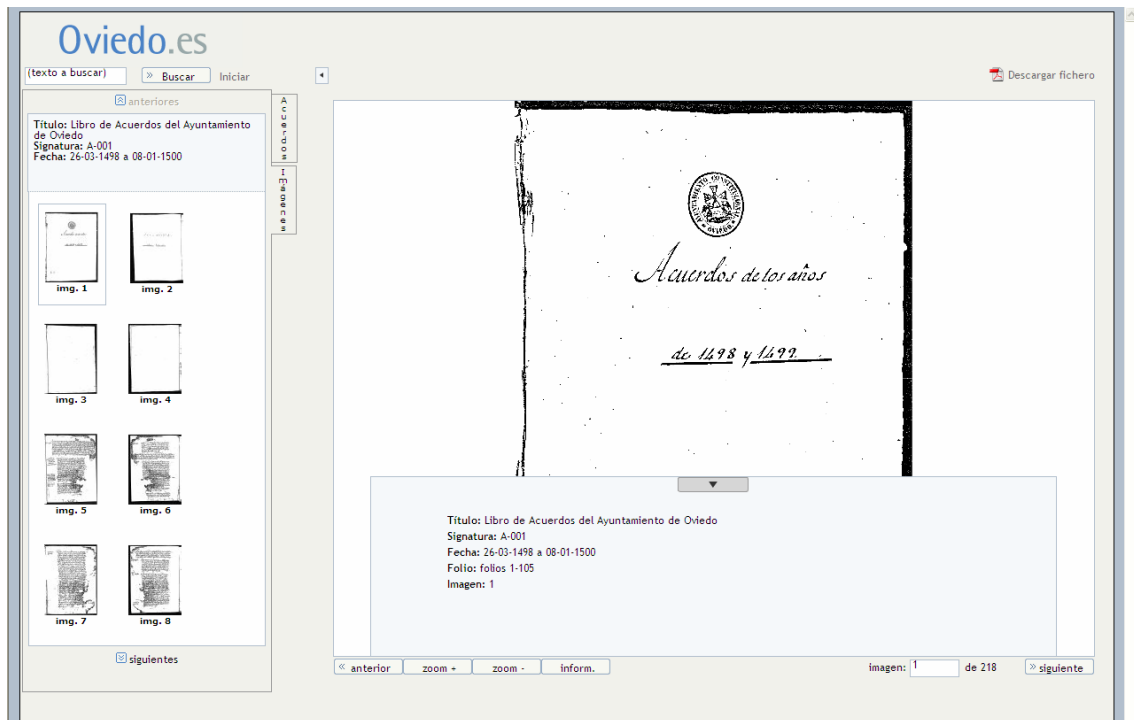 Oviedo.es
(texto a buscar)
» Buscar
Iniciar
Descargar fichero
anteriores
Título: Libro de Acuerdos del Ayuntamiento
de Oviedo
Signatura: A-001
Fecha: 26-03-1498 a 08-01-1500
Acuerdos
Imágenes
img. 1
img. 2
img. 3
img. 4
img. 5
img. 6
img. 7
img. 8
siguientes
AYUNTAMIENTO CONSTITUCIONAL
OVIEDO
Acuerdos de los años
de 1498 y 1499.
Título: Libro de Acuerdos del Ayuntamiento de Oviedo
Signatura: A-001
Fecha: 26-03-1498 a 08-01-1500
Folio: folios 1-105
Imagen: 1
« anterior
zoom +
zoom -
inform.
imagen: 1 de 218
» siguiente